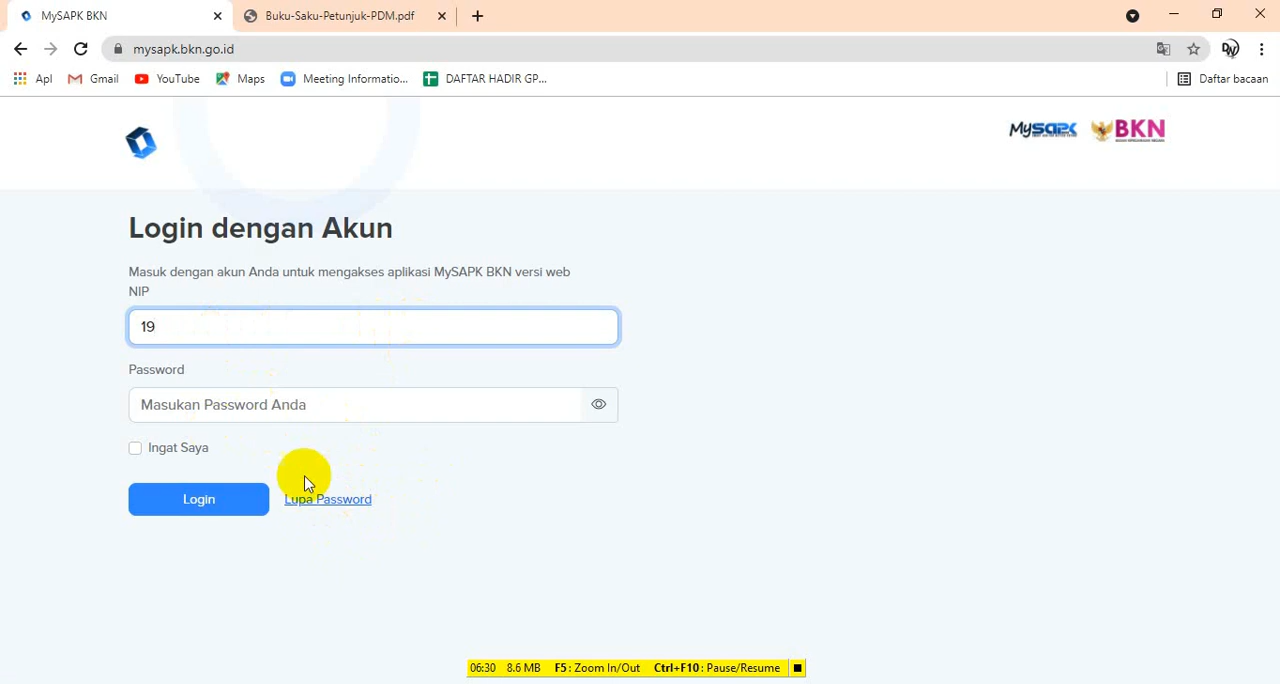 MySAPK BKN
Buku-Saku-Petunjuk-PDM.pdf
mysapk.bkn.go.id
Apl
Gmail
YouTube
Maps
Meeting Informatio...
DAFTAR HADIR GP...
Daftar bacaan
MySAPK
BKN
Login dengan Akun
Masuk dengan akun Anda untuk mengakses aplikasi MySAPK BKN versi web
NIP
19
Password
Masukan Password Anda
Ingat Saya
Login
Lupa Password
06:30 8.6 MB F5: Zoom In/Out Ctrl+F10: Pause/Resume